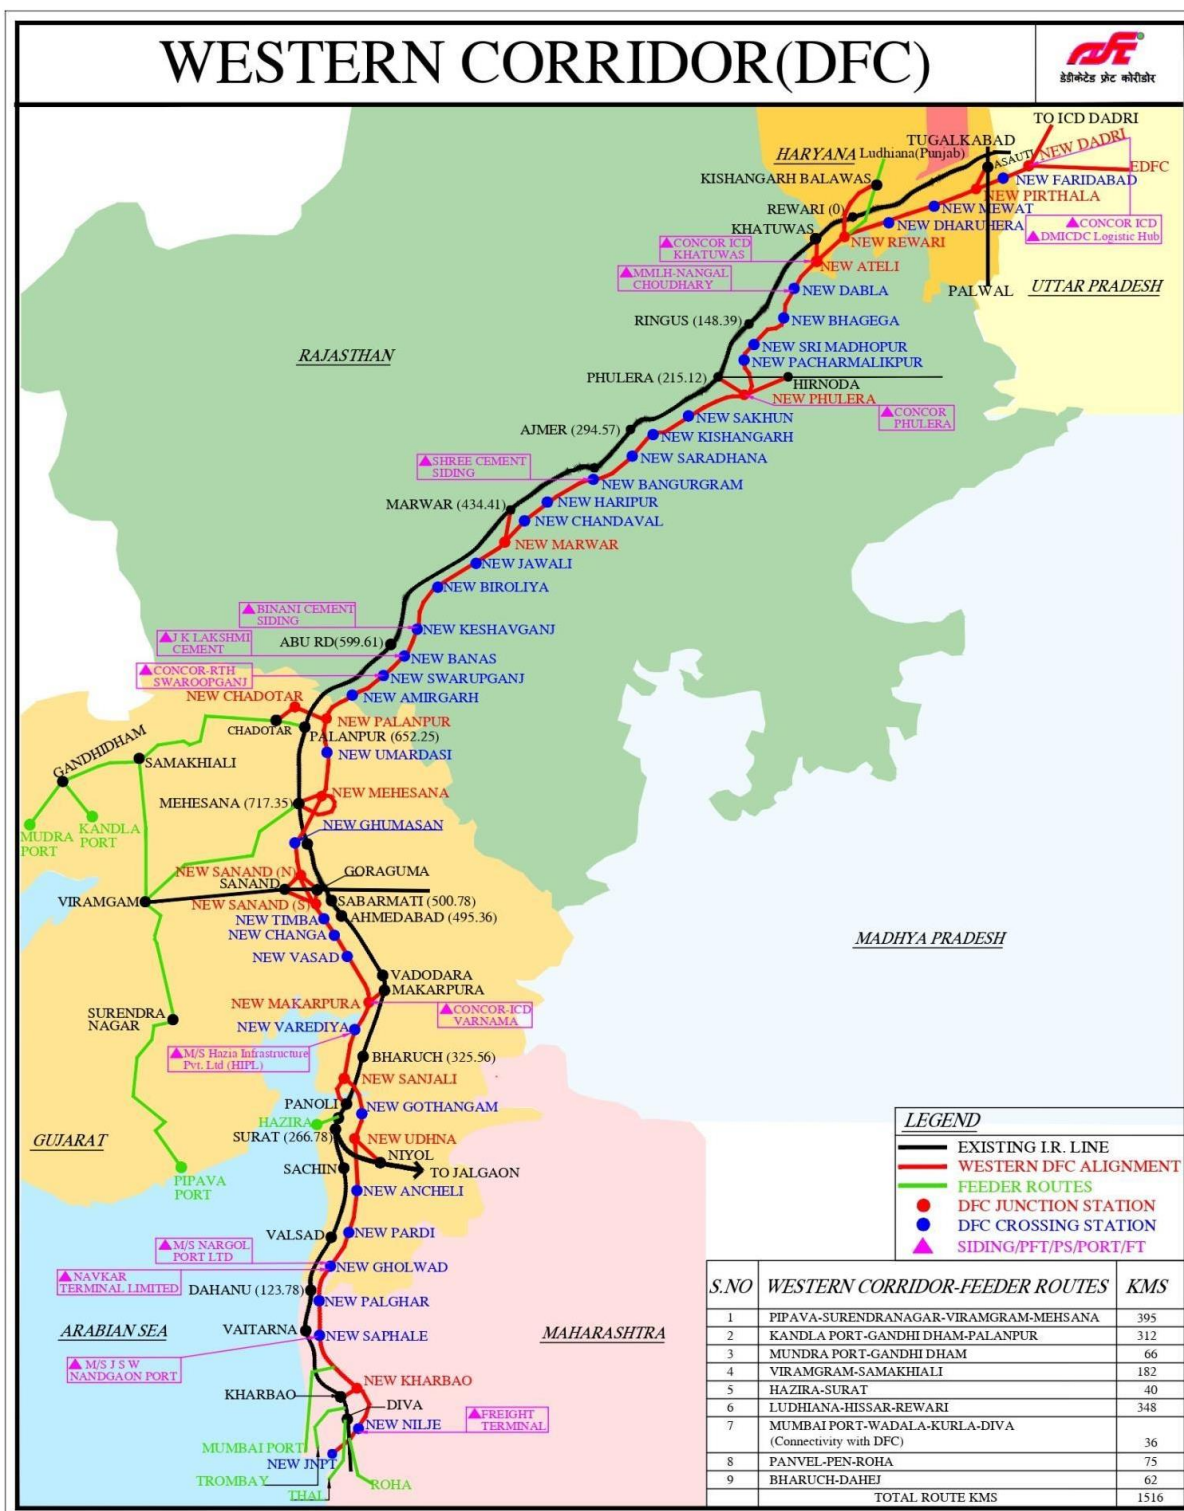 WESTERN CORRIDOR(DFC)
डेडीकेटेड फ्रेट कोरीडोर
TO ICD DADRI
TUGALKABAD
ASAUTI
NEW DADRI
HARYANA
Ludhiana(Punjab)
EDFC
KISHANGARH BALAWAS
NEW FARIDABAD
NEW PIRTHALA
REWARI (0)
NEW MEWAT
NEW DHARUHERA
CONCOR ICD
DMICDC Logistic Hub
KHATUWAS
NEW REWARI
CONCOR ICD
KHATUWAS
NEW ATELI
MMLH-NANGAL
CHOUDHARY
NEW DABLA
PALWAL
UTTAR PRADESH
RINGUS (148.39)
NEW BHAGEGA
RAJASTHAN
NEW SRI MADHOPUR
NEW PACHARMALIKPUR
PHULERA (215.12)
HIRNODA
NEW PHULERA
CONCOR
PHULERA
NEW SAKHUN
AJMER (294.57)
NEW KISHANGARH
NEW SARADHANA
SHREE CEMENT
SIDING
NEW BANGURGRAM
MARWAR (434.41)
NEW HARIPUR
NEW CHANDAVAL
NEW MARWAR
NEW JAWALI
NEW BIROLIYA
BINANI CEMENT
SIDING
NEW KESHAVGANJ
J K LAKSHMI
CEMENT
ABU RD(599.61)
NEW BANAS
CONCOR-RTH
SWAROOPGANJ
NEW SWARUPGANJ
NEW AMIRGARH
NEW CHADOTAR
NEW PALANPUR
CHADOTAR
PALANPUR (652.25)
GANDHIDHAM
SAMAKHIALI
NEW UMARDASI
NEW MEHESANA
MEHESANA (717.35)
MUDRA
PORT
KANDLA
PORT
NEW GHUMASAN
NEW SANAND (N)
GORAGUMA
SANAND
VIRAMGAM
SABARMATI (500.78)
NEW SANAND (S)
AHMEDABAD (495.36)
NEW TIMBA
NEW CHANGA
MADHYA PRADESH
NEW VASAD
VADODARA
MAKARPURA
NEW MAKARPURA
CONCOR-ICD
VARNAMA
SURENDRA
NAGAR
NEW VAREDIYA
M/S Hazia Infrastructure
Pvt. Ltd (HIPL)
BHARUCH (325.56)
NEW SANJALI
PANOLI
NEW GOTHANGAM
HAZIRA
SURAT (266.78)
NEW UDHNA
GUJARAT
NIYOL
SACHIN
TO JALGAON
PIPAVA
PORT
NEW ANCHELI
VALSAD
NEW PARDI
M/S NARGOL
PORT LTD
NEW GHOLWAD
NAVKAR
TERMINAL LIMITED
DAHANU (123.78)
NEW PALGHAR
ARABIAN SEA
VAITARNA
NEW SAPHALE
MAHARASHTRA
M/S J S W
NANDGAON PORT
NEW KHARBAO
KHARBAO
DIVA
FREIGHT
TERMINAL
NEW NILJE
MUMBAI PORT
NEW JNPT
TROMBAY
ROHA
THAL
LEGEND
EXISTING I.R. LINE
WESTERN DFC ALIGNMENT
FEEDER ROUTES
DFC JUNCTION STATION
DFC CROSSING STATION
SIDING/PFT/PS/PORT/FT
S.NO WESTERN CORRIDOR-FEEDER ROUTES KMS
1 PIPAVA-SURENDRANAGAR-VIRAMGRAM-MEHSANA 395
2 KANDLA PORT-GANDHI DHAM-PALANPUR 312
3 MUNDRA PORT-GANDHI DHAM 66
4 VIRAMGRAM-SAMAKHIALI 182
5 HAZIRA-SURAT 40
6 LUDHIANA-HISSAR-REWARI 348
7 MUMBAI PORT-WADALA-KURLA-DIVA
(Connectivity with DFC) 36
8 PANVEL-PEN-ROHA 75
9 BHARUCH-DAHEJ 62
TOTAL ROUTE KMS 1516